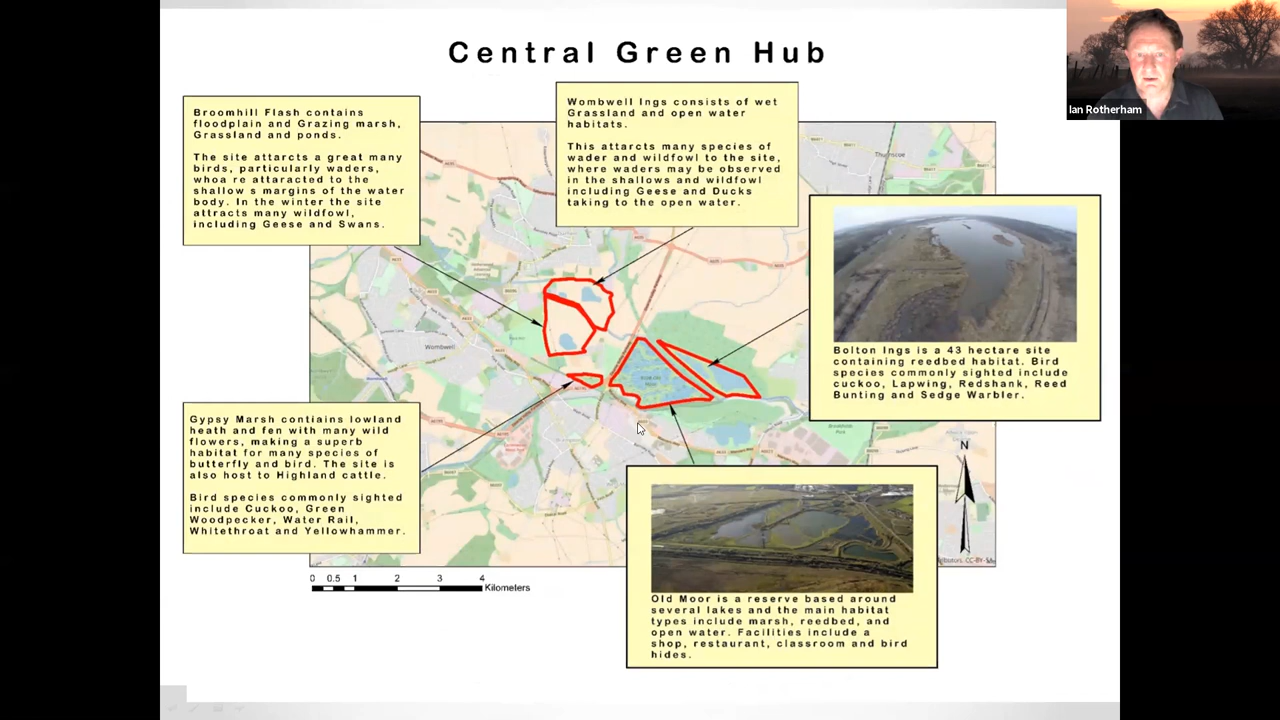 Central Green Hub
Ian Rotherham
Broomhill Flash contains
floodplain and Grazing marsh,
Grassland and ponds.
The site attarcts a great many
birds, particularly waders,
whoa re attaracted to the
shallow s margins of the water
body. In the winter the site
attracts many wildfowl,
including Geese and Swans.
Wombwell Ings consists of wet
Grassland and open water
habitats.
This attarcts many species of
wader and wildfowl to the site,
where waders may be observed
in the shallows and wildfowl
including Geese and Ducks
taking to the open water.
Thurnscoe
Wombwell
Bolton Ings is a 43 hectare site
containing reedbed habitat. Bird
species commonly sighted include
cuckoo, Lapwing, Redshank, Reed
Bunting and Sedge Warbler.
Gypsy Marsh contiains lowland
heath and fen with many wild
flowers, making a superb
habitat for many species of
butterfly and bird. The site is
also host to Highland cattle.
Bird species commonly sighted
include Cuckoo, Green
Woodpecker, Water Rail,
Whitethroat and Yellowhammer.
N
Old Moor is a reserve based around
several lakes and the main habitat
types include marsh, reedbed, and
open water. Facilities include a
shop, restaurant, classroom and bird
hides.
0 0.5 1 2 3 4
Kilometers